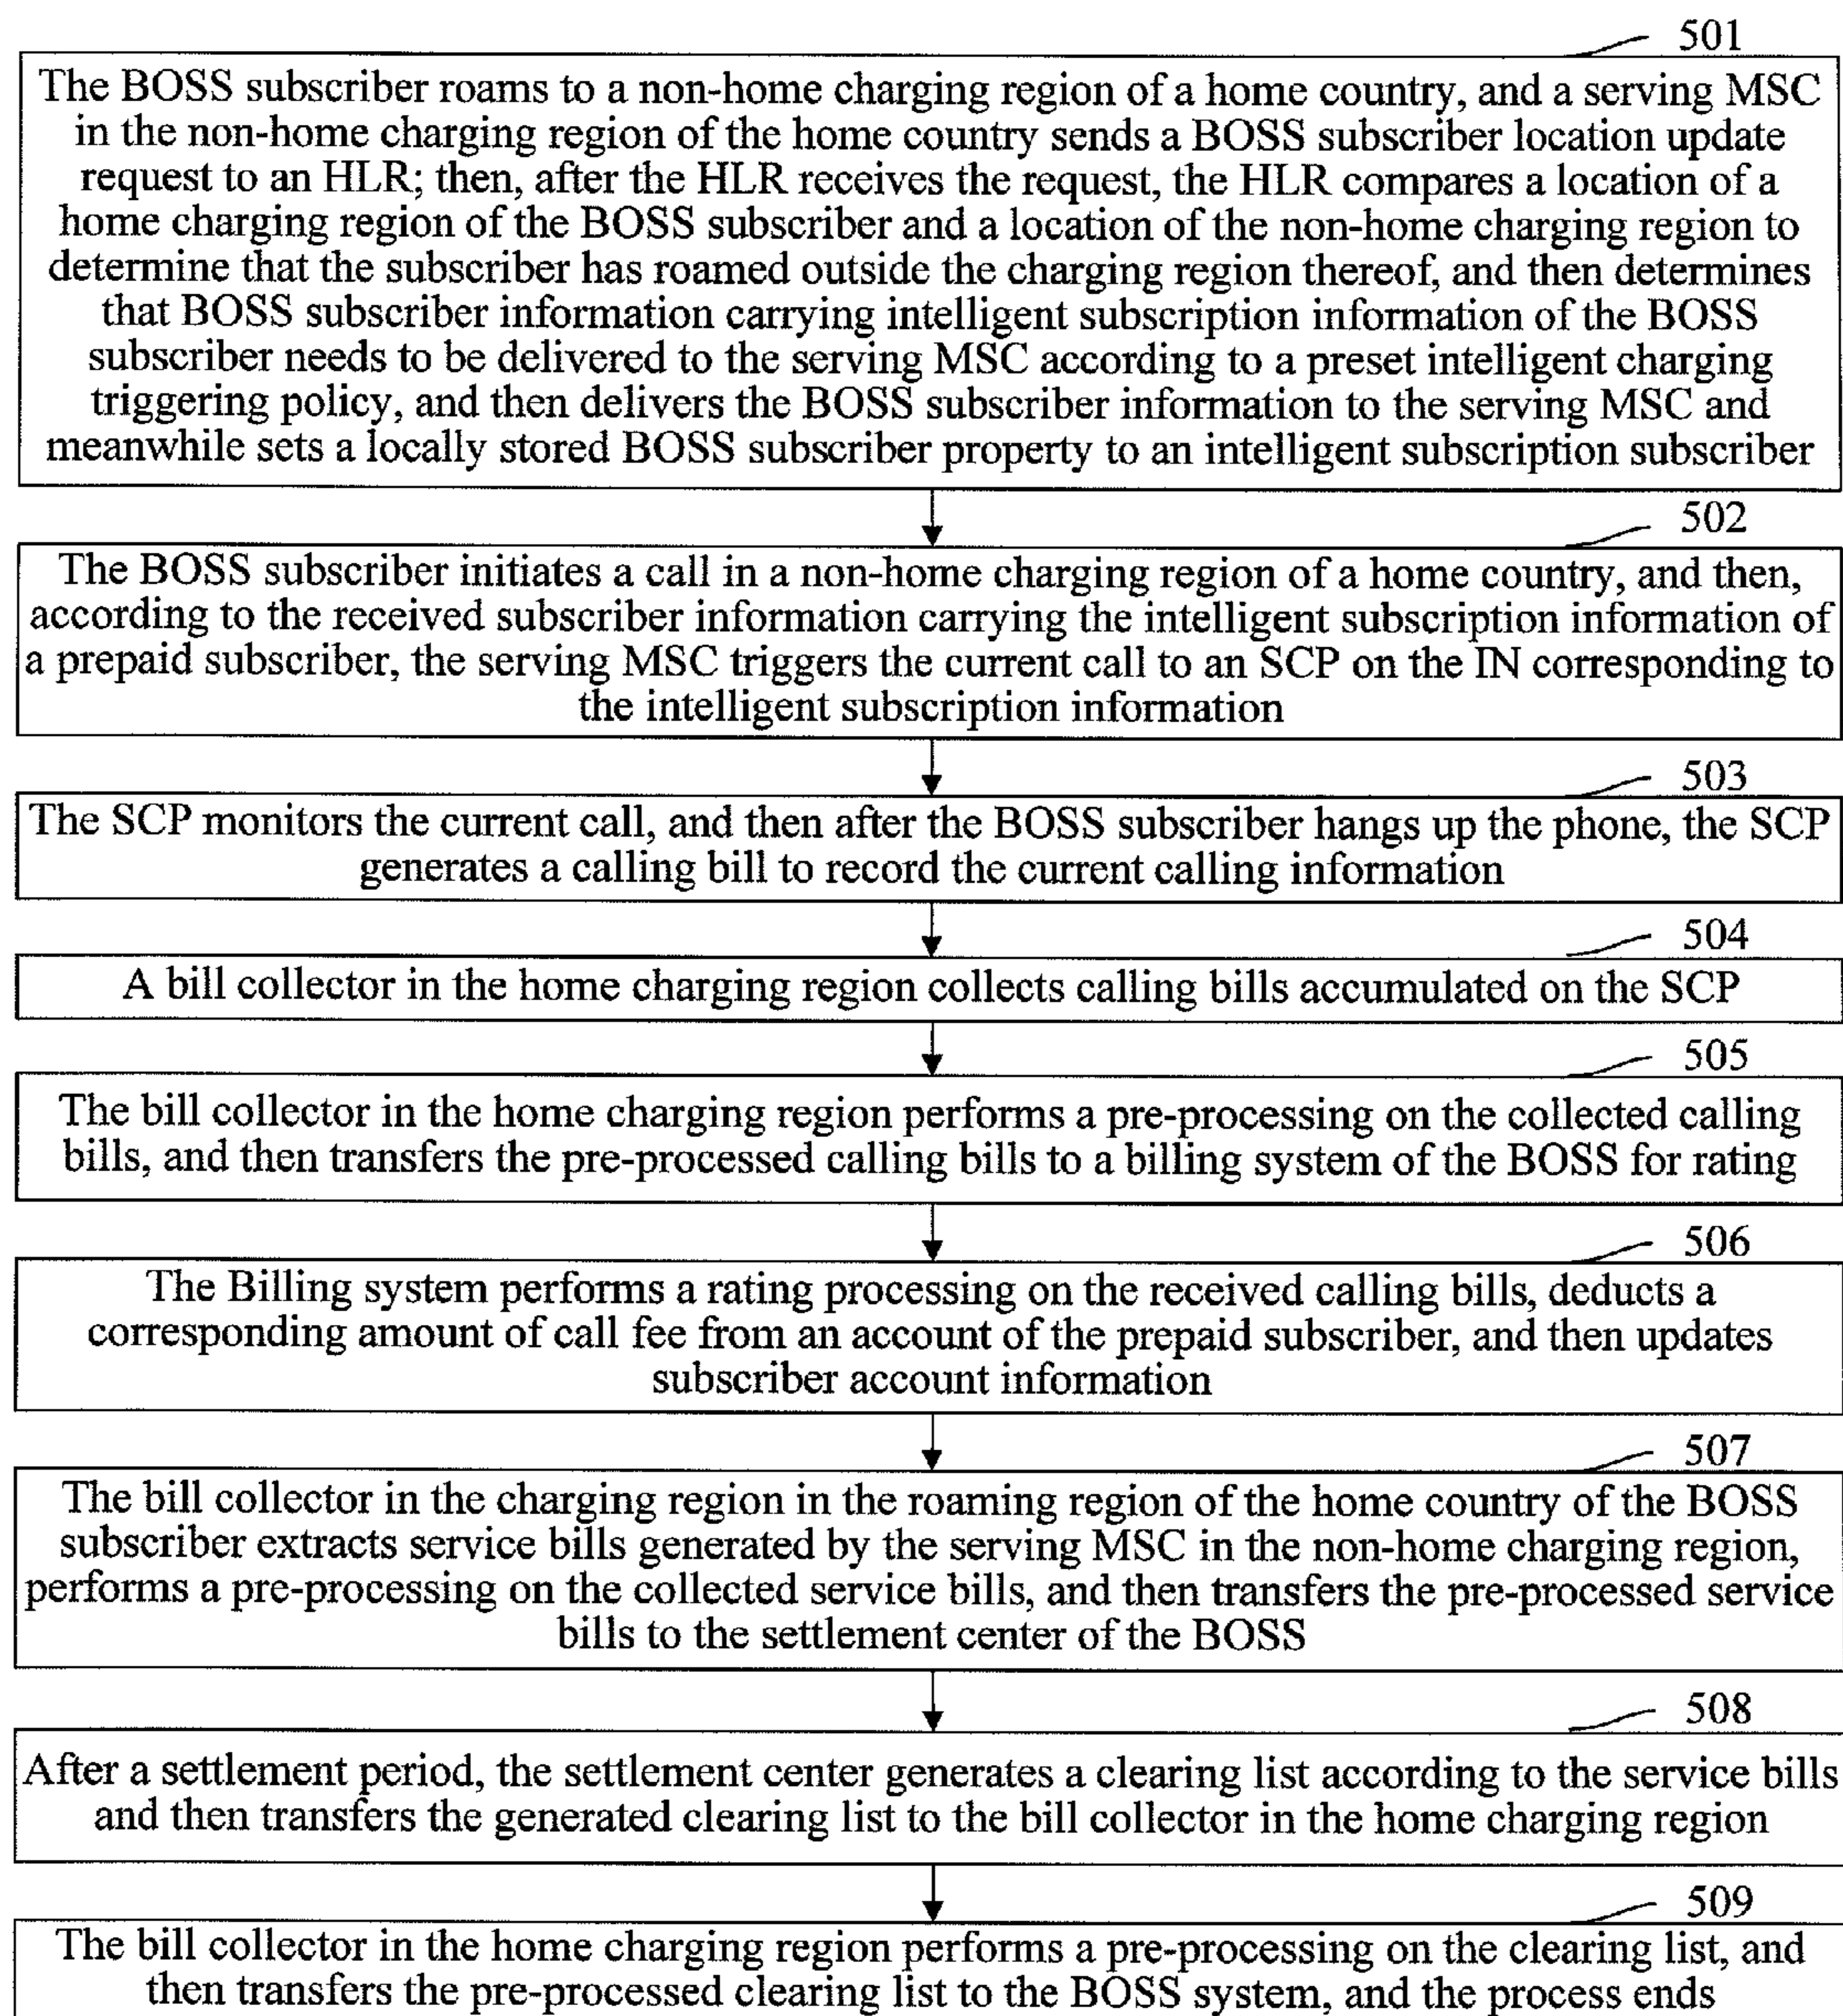 501
The BOSS subscriber roams to a non-home charging region of a home country, and a serving MSC
in the non-home charging region of the home country sends a BOSS subscriber location update
request to an HLR; then, after the HLR receives the request, the HLR compares a location of a
home charging region of the BOSS subscriber and a location of the non-home charging region to
determine that the subscriber has roamed outside the charging region thereof, and then determines
that BOSS subscriber information carrying intelligent subscription information of the BOSS
subscriber needs to be delivered to the serving MSC according to a preset intelligent charging
triggering policy, and then delivers the BOSS subscriber information to the serving MSC and
meanwhile sets a locally stored BOSS subscriber property to an intelligent subscription subscriber
502
The BOSS subscriber initiates a call in a non-home charging region of a home country, and then,
according to the received subscriber information carrying the intelligent subscription information of
a prepaid subscriber, the serving MSC triggers the current call to an SCP on the IN corresponding to
the intelligent subscription information
503
The SCP monitors the current call, and then after the BOSS subscriber hangs up the phone, the SCP
generates a calling bill to record the current calling information
504
A bill collector in the home charging region collects calling bills accumulated on the SCP
505
The bill collector in the home charging region performs a pre-processing on the collected calling
bills, and then transfers the pre-processed calling bills to a billing system of the BOSS for rating
506
The Billing system performs a rating processing on the received calling bills, deducts a
corresponding amount of call fee from an account of the prepaid subscriber, and then updates
subscriber account information
507
The bill collector in the charging region in the roaming region of the home country of the BOSS
subscriber extracts service bills generated by the serving MSC in the non-home charging region,
performs a pre-processing on the collected service bills, and then transfers the pre-processed service
bills to the settlement center of the BOSS
508
After a settlement period, the settlement center generates a clearing list according to the service bills
and then transfers the generated clearing list to the bill collector in the home charging region
509
The bill collector in the home charging region performs a pre-processing on the clearing list, and
then transfers the pre-processed clearing list to the BOSS system, and the process ends